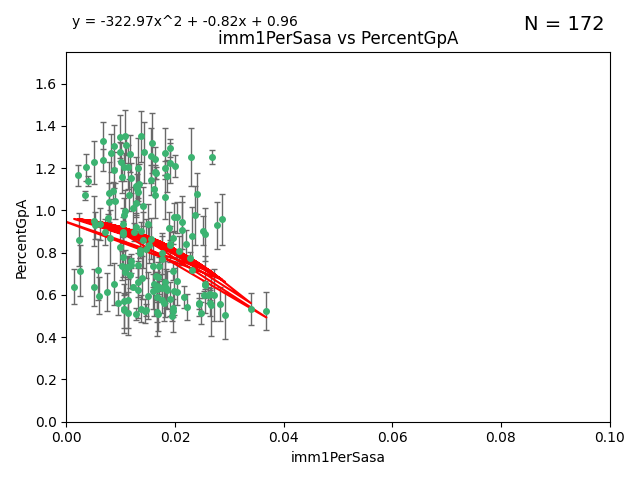 y = -322.97x^2 + -0.82x + 0.96
N = 172
imm1PerSasa vs PercentGpA
PercentGpA
1.6
1.4
1.2
1.0
0.8
0.6
0.4
0.2
0.0
0.00 0.02 0.04 0.06 0.08 0.10
imm1PerSasa